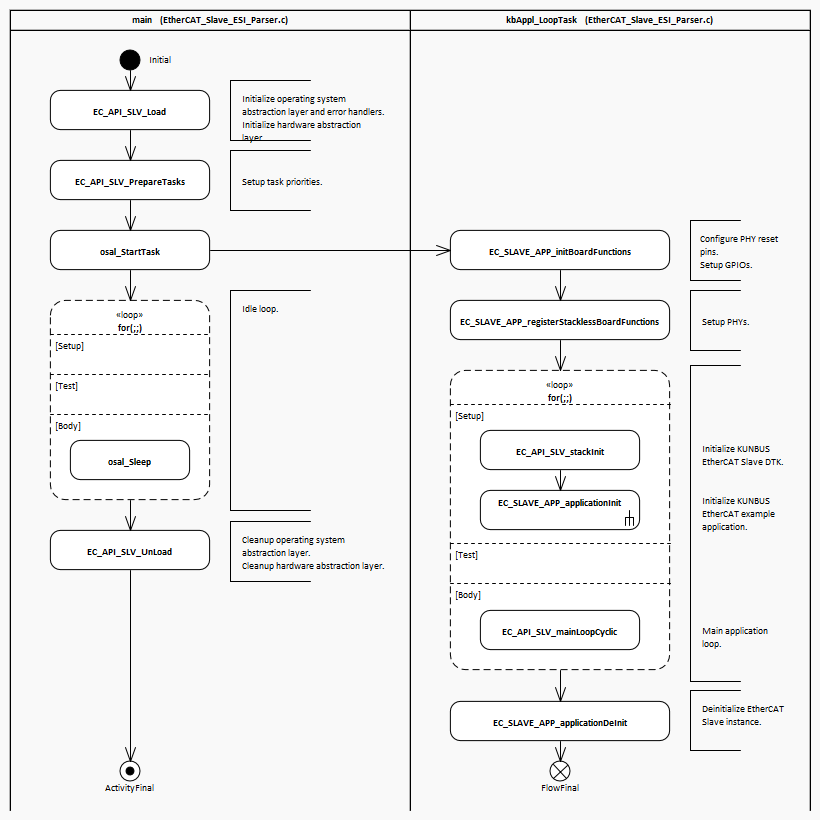 main (EtherCAT_Slave_ESI_Parser.c)
kbAppl_LoopTask (EtherCAT_Slave_ESI_Parser.c)
Initial
EC_API_SLV_Load
Initialize operating system
abstraction layer and error handlers.
Initialize hardware abstraction
layer.
EC_API_SLV_PrepareTasks
Setup task priorities.
osal_StartTask
«loop»
for(;;)
[Setup]
[Test]
[Body]
osal_Sleep
Idle loop.
EC_API_SLV_UnLoad
Cleanup operating system
abstraction layer.
Cleanup hardware abstraction layer.
ActivityFinal
EC_SLAVE_APP_initBoardFunctions
Configure PHY reset
pins.
Setup GPIOs.
EC_SLAVE_APP_registerStacklessBoardFunctions
Setup PHYs.
«loop»
for(;;)
[Setup]
EC_API_SLV_stackInit
Initialize KUNBUS
EtherCAT Slave DTK.
EC_SLAVE_APP_applicationInit
Initialize KUNBUS
EtherCAT example
application.
[Test]
[Body]
EC_API_SLV_mainLoopCyclic
Main application
loop.
EC_SLAVE_APP_applicationDeInit
Deinitialize EtherCAT
Slave instance.
FlowFinal